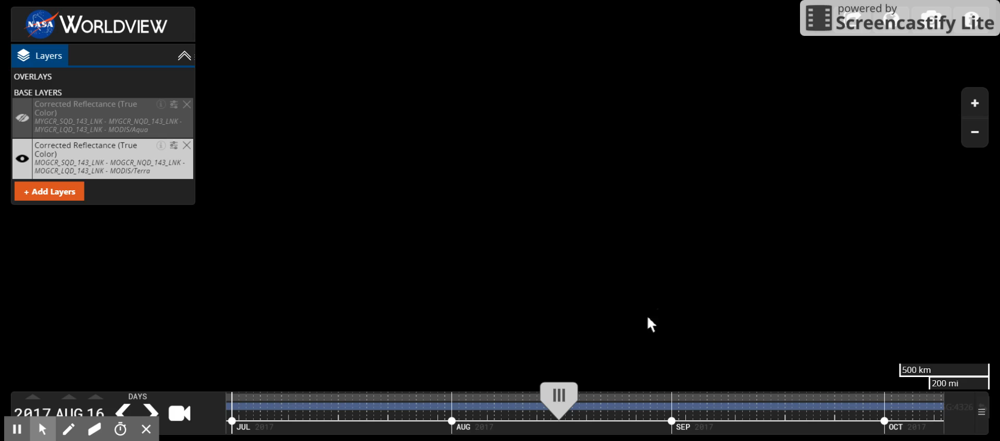 NASA WORLDVIEW
powered by
Screencastify Lite
Layers
OVERLAYS
BASE LAYERS
Corrected Reflectance (True
Color)
MYGCR_SQD_143_LNK - MYGCR_NQD_143_LNK -
MYGCR_LQD_143_LNK - MODIS/Aqua
Corrected Reflectance (True
Color)
MOGCR_SQD_143_LNK - MOGCR_NQD_143_LNK -
MOGCR_LQD_143_LNK - MODIS/Terra
+ Add Layers
+
−
500 km
200 mi
DAYS
2017 AUG 16
G:4326
JUL 2017
AUG 2017
SEP 2017
OCT 2017